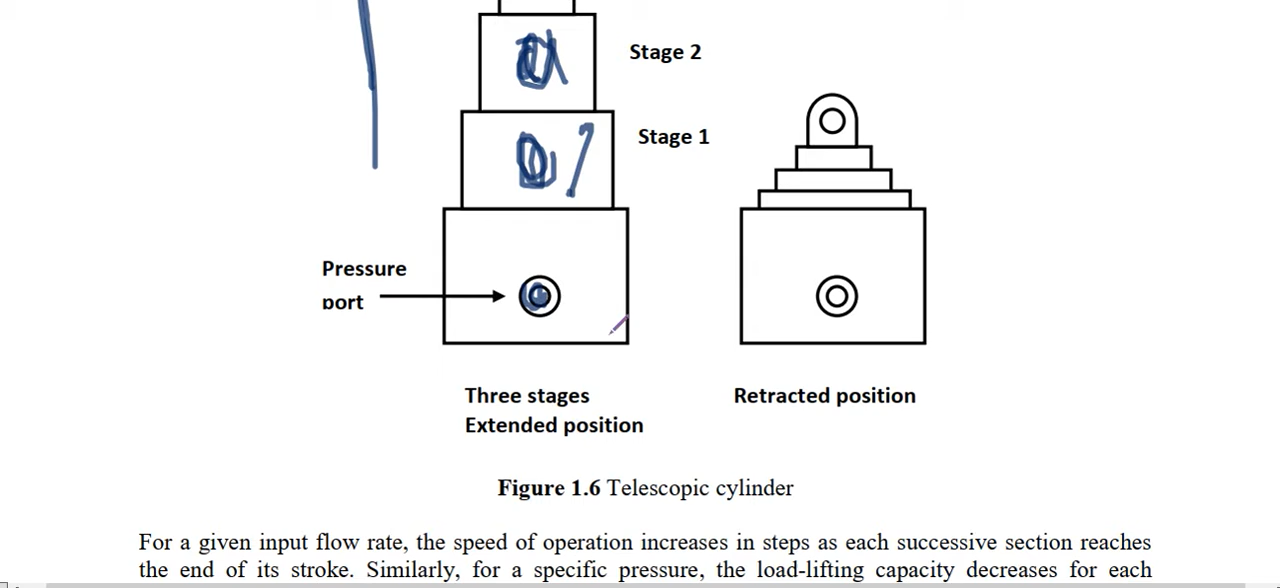 Stage 2
Stage 1
Pressure
port
Three stages
Extended position
Retracted position
Figure 1.6 Telescopic cylinder
For a given input flow rate, the speed of operation increases in steps as each successive section reaches
the end of its stroke. Similarly, for a specific pressure, the load-lifting capacity decreases for each